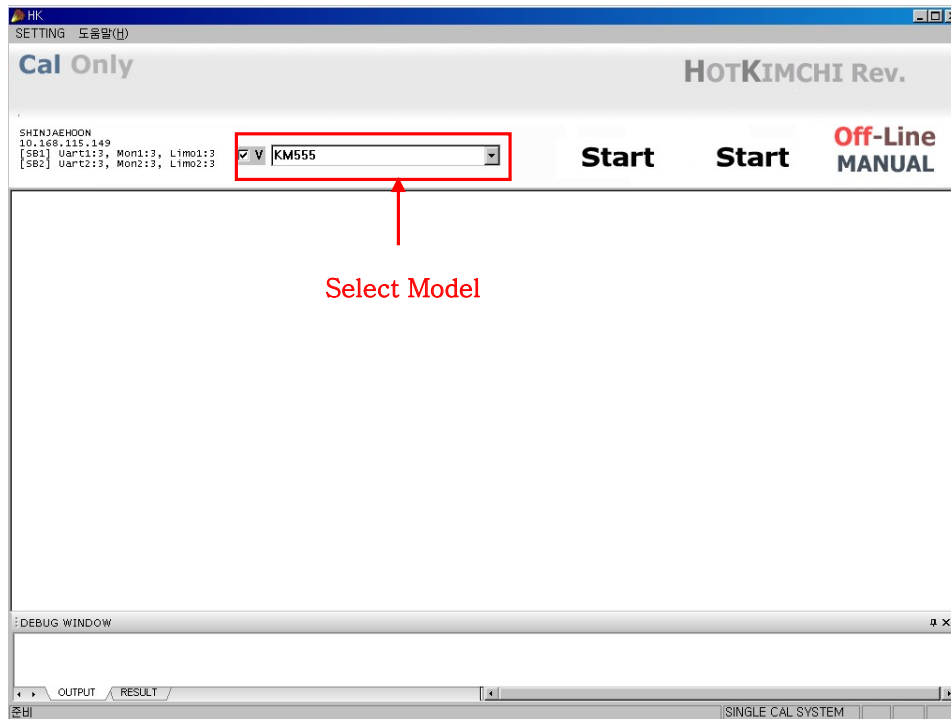 HK
SETTING 도움말(H)
Cal Only
HOTKIMCHI Rev.
SHINJAEHOON
10.168.115.149
[SB1] Uart1:3, Mon1:3, Limo1:3
[SB2] Uart2:3, Mon2:3, Limo2:3
V KM555
Start Start
Off-Line
MANUAL
Select Model
DEBUG WINDOW
OUTPUT RESULT
준비 SINGLE CAL SYSTEM